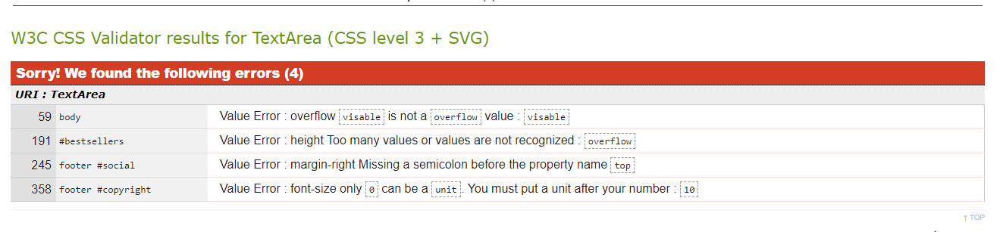 W3C CSS Validator results for TextArea (CSS level 3 + SVG)
Sorry! We found the following errors (4)
URI : TextArea
59 body Value Error : overflow visable is not a overflow value : visable
191 #bestsellers Value Error : height Too many values or values are not recognized : overflow
245 footer #social Value Error : margin-right Missing a semicolon before the property name top
358 footer #copyright Value Error : font-size only 0 can be a unit. You must put a unit after your number : 10
↑ TOP